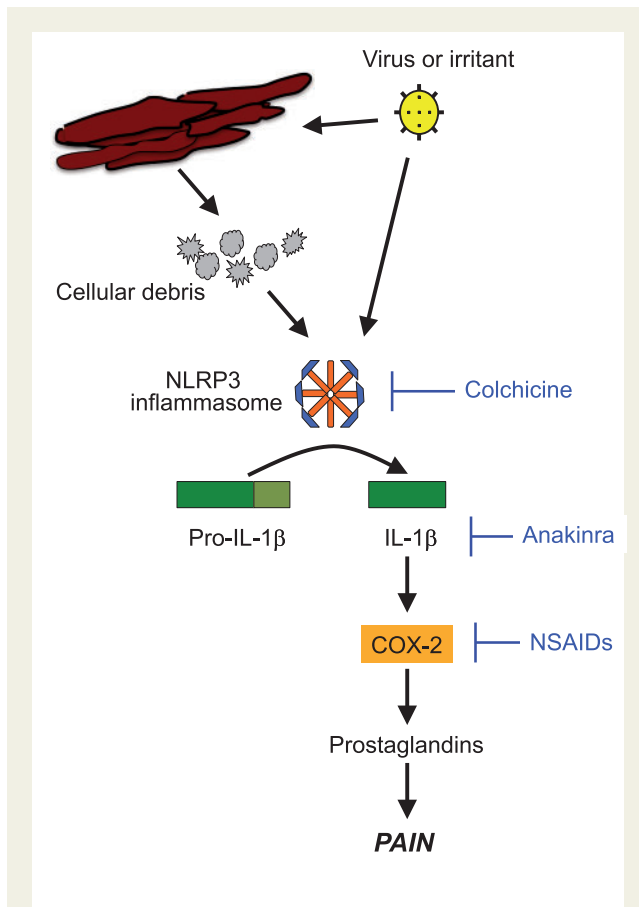 Virus or irritant
Cellular debris
NLRP3
inflammasome
Colchicine
Pro-IL-1β
IL-1β
Anakinra
COX-2
NSAIDs
Prostaglandins
PAIN